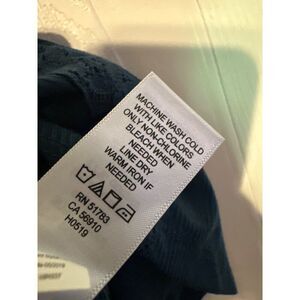 MACHINE WASH COLD
WITH LIKE COLORS
ONLY NON-CHLORINE
BLEACH WHEN
NEEDED
LINE DRY
WARM IRON IF
NEEDED
RN 51783
CA 56910
H0519